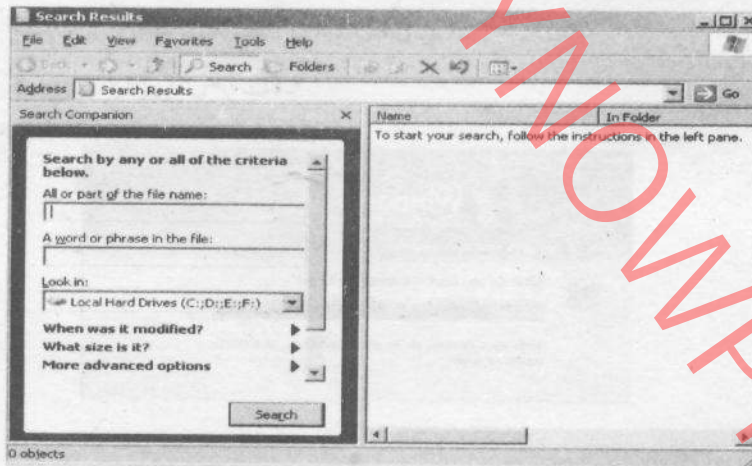 Search Results
File Edit View Favorites Tools Help
Search Folders
Address Search Results Go
Search Companion
Search by any or all of the criteria below.
All or part of the file name:
A word or phrase in the file:
Look in:
Local Hard Drives (C:;D:;E:;F:)
When was it modified?
What size is it?
More advanced options
Search
Name In Folder
To start your search, follow the instructions in the left pane.
0 objects